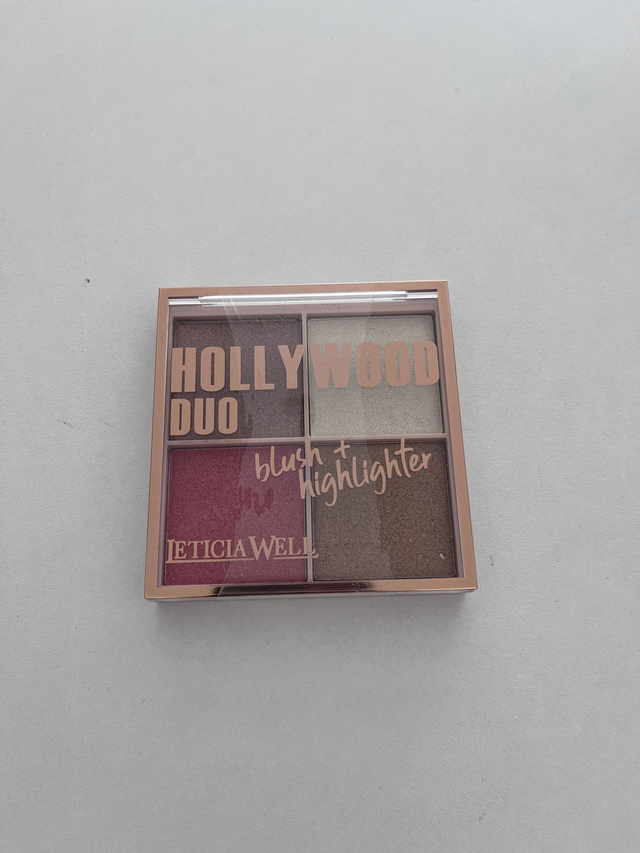 HOLLYWOOD
DUO
blush +
highlighter
LETICIA WELL